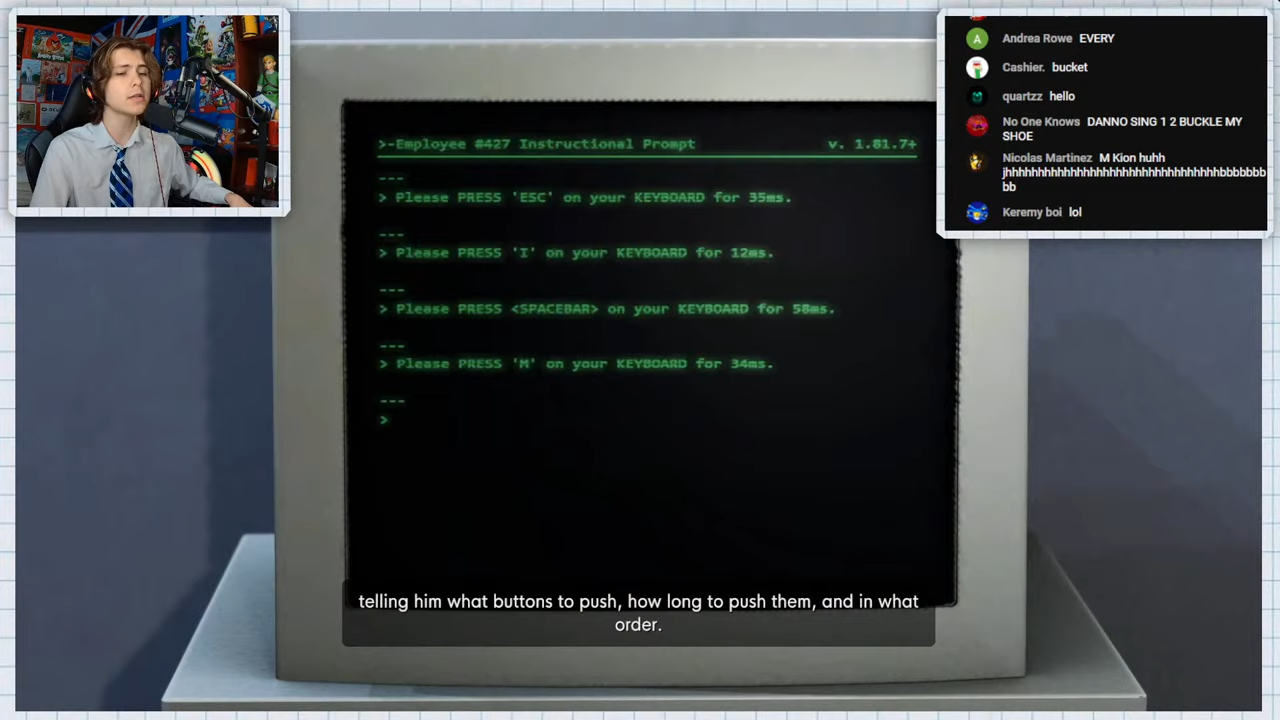 Andrea Rowe EVERY
Cashier. bucket
quartzz hello
No One Knows DANNO SING 1 2 BUCKLE MY
SHOE
Nicolas Martinez M Kion huhh
jhhhhhhhhhhhhhhhhhhhhhhhhhhhhhhhbbbbbbb
bb
Keremy boi lol
>-Employee #427 Instructional Prompt v. 1.81.7+
---
> Please PRESS 'ESC' on your KEYBOARD for 35ms.
---
> Please PRESS 'I' on your KEYBOARD for 12ms.
---
> Please PRESS <SPACEBAR> on your KEYBOARD for 58ms.
---
> Please PRESS 'M' on your KEYBOARD for 34ms.
---
>
telling him what buttons to push, how long to push them, and in what
order.